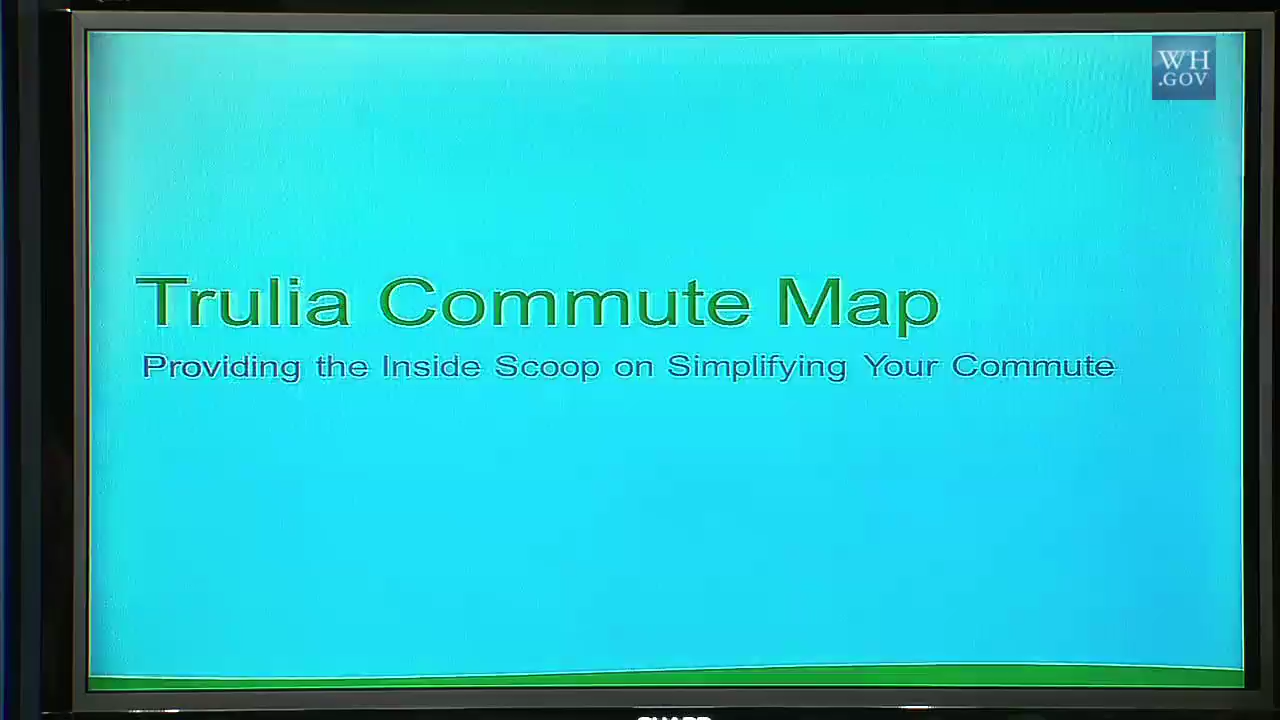 WH
.GOV
Trulia Commute Map
Providing the Inside Scoop on Simplifying Your Commute